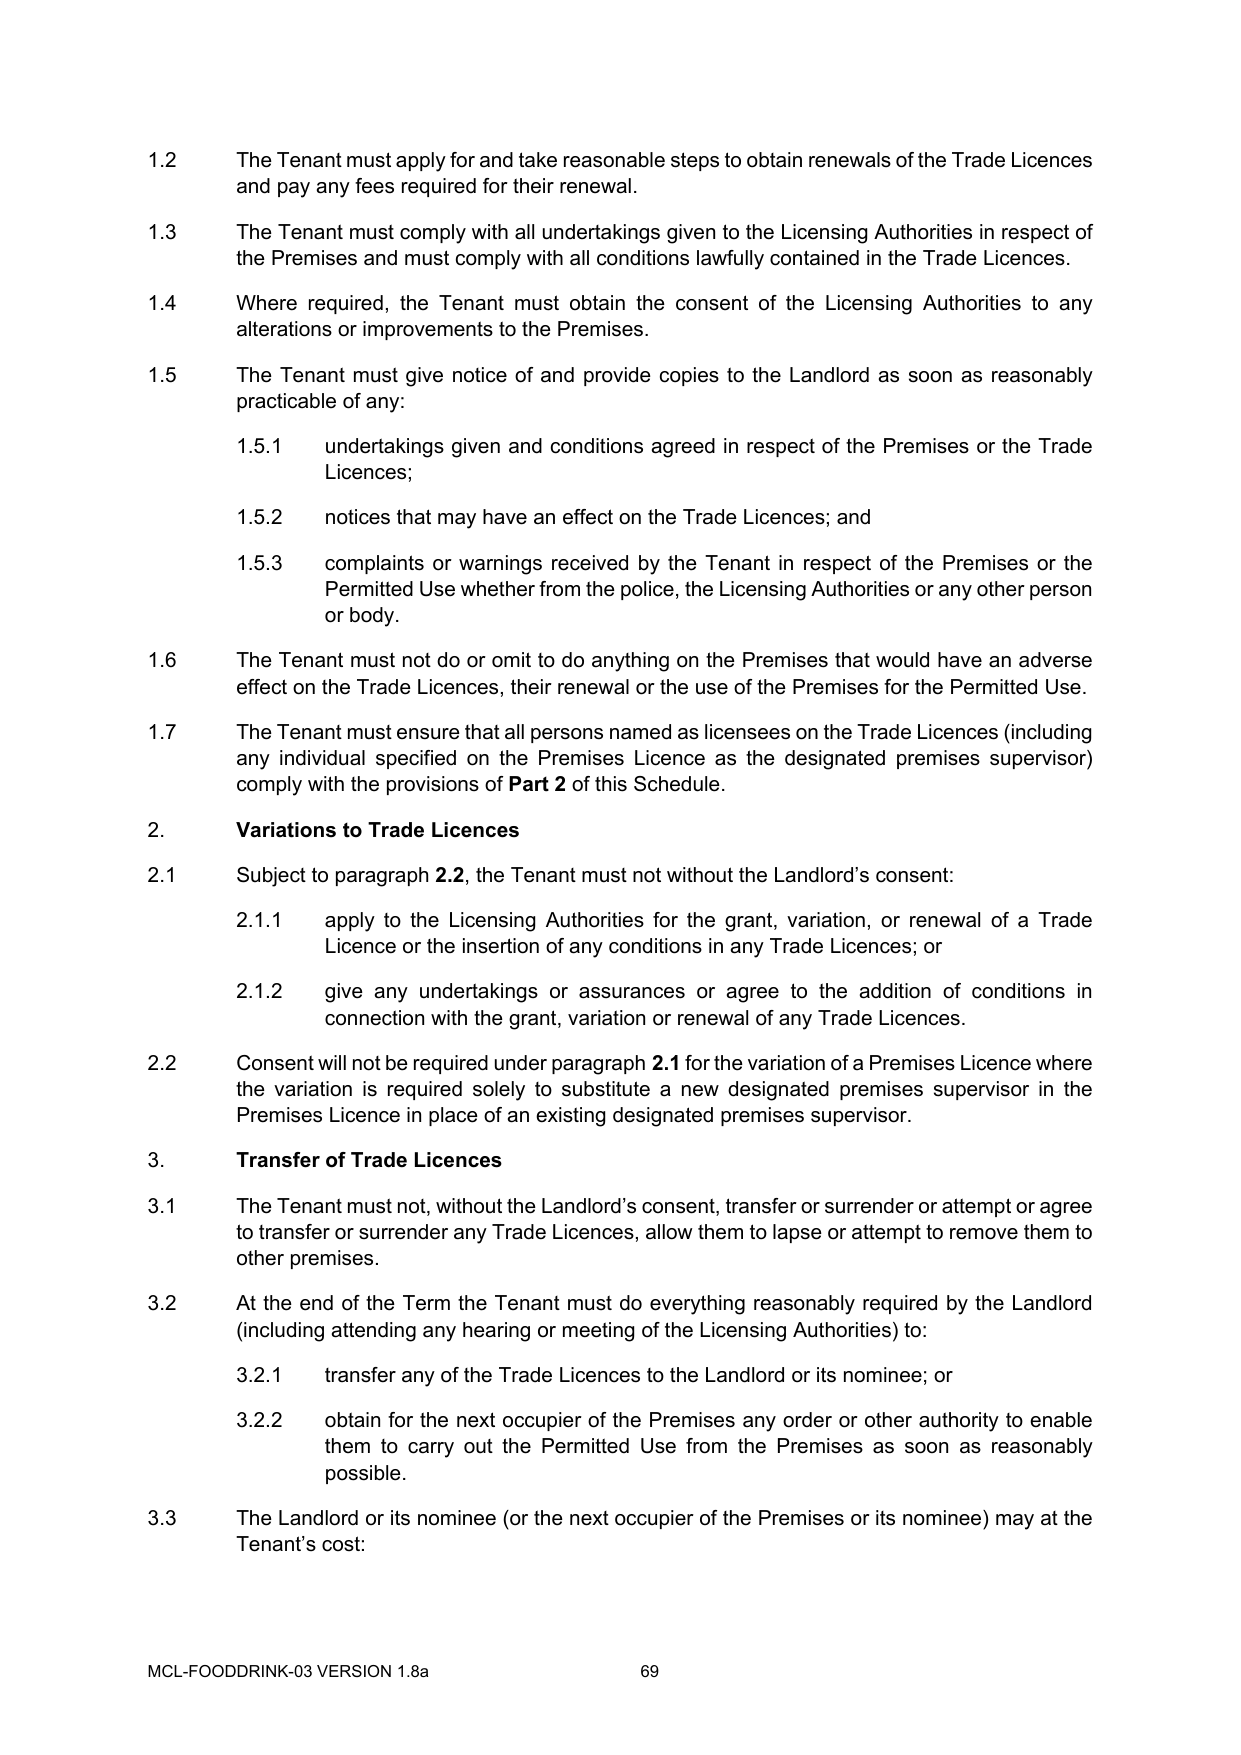 1.2 The Tenant must apply for and take reasonable steps to obtain renewals of the Trade Licences
and pay any fees required for their renewal.
1.3 The Tenant must comply with all undertakings given to the Licensing Authorities in respect of
the Premises and must comply with all conditions lawfully contained in the Trade Licences.
1.4 Where required, the Tenant must obtain the consent of the Licensing Authorities to any
alterations or improvements to the Premises.
1.5 The Tenant must give notice of and provide copies to the Landlord as soon as reasonably
practicable of any:
1.5.1 undertakings given and conditions agreed in respect of the Premises or the Trade
Licences;
1.5.2 notices that may have an effect on the Trade Licences; and
1.5.3 complaints or warnings received by the Tenant in respect of the Premises or the
Permitted Use whether from the police, the Licensing Authorities or any other person
or body.
1.6 The Tenant must not do or omit to do anything on the Premises that would have an adverse
effect on the Trade Licences, their renewal or the use of the Premises for the Permitted Use.
1.7 The Tenant must ensure that all persons named as licensees on the Trade Licences (including
any individual specified on the Premises Licence as the designated premises supervisor)
comply with the provisions of Part 2 of this Schedule.
2. Variations to Trade Licences
2.1 Subject to paragraph 2.2, the Tenant must not without the Landlord’s consent:
2.1.1 apply to the Licensing Authorities for the grant, variation, or renewal of a Trade
Licence or the insertion of any conditions in any Trade Licences; or
2.1.2 give any undertakings or assurances or agree to the addition of conditions in
connection with the grant, variation or renewal of any Trade Licences.
2.2 Consent will not be required under paragraph 2.1 for the variation of a Premises Licence where
the variation is required solely to substitute a new designated premises supervisor in the
Premises Licence in place of an existing designated premises supervisor.
3. Transfer of Trade Licences
3.1 The Tenant must not, without the Landlord’s consent, transfer or surrender or attempt or agree
to transfer or surrender any Trade Licences, allow them to lapse or attempt to remove them to
other premises.
3.2 At the end of the Term the Tenant must do everything reasonably required by the Landlord
(including attending any hearing or meeting of the Licensing Authorities) to:
3.2.1 transfer any of the Trade Licences to the Landlord or its nominee; or
3.2.2 obtain for the next occupier of the Premises any order or other authority to enable
them to carry out the Permitted Use from the Premises as soon as reasonably
possible.
3.3 The Landlord or its nominee (or the next occupier of the Premises or its nominee) may at the
Tenant’s cost:
MCL-FOODDRINK-03 VERSION 1.8a 69